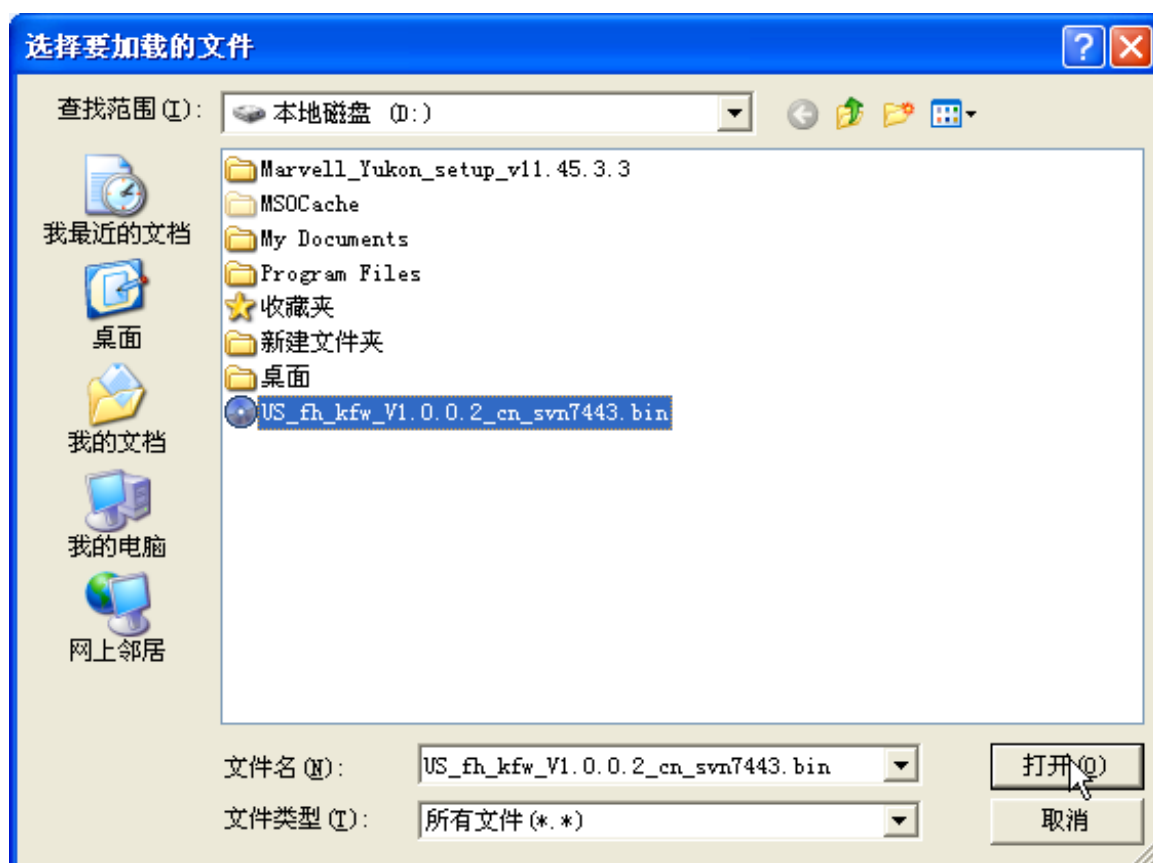 选择要加载的文件
查找范围(I):
本地磁盘 (D:)
我最近的文档
桌面
我的文档
我的电脑
网上邻居
Marvell_Yukon_setup_v11.45.3.3
MSOCache
My Documents
Program Files
收藏夹
新建文件夹
桌面
US_fh_kfw_V1.0.0.2_cn_svn7443.bin
文件名(N):
US_fh_kfw_V1.0.0.2_cn_svn7443.bin
打开(O)
文件类型(T):
所有文件(*.*)
取消